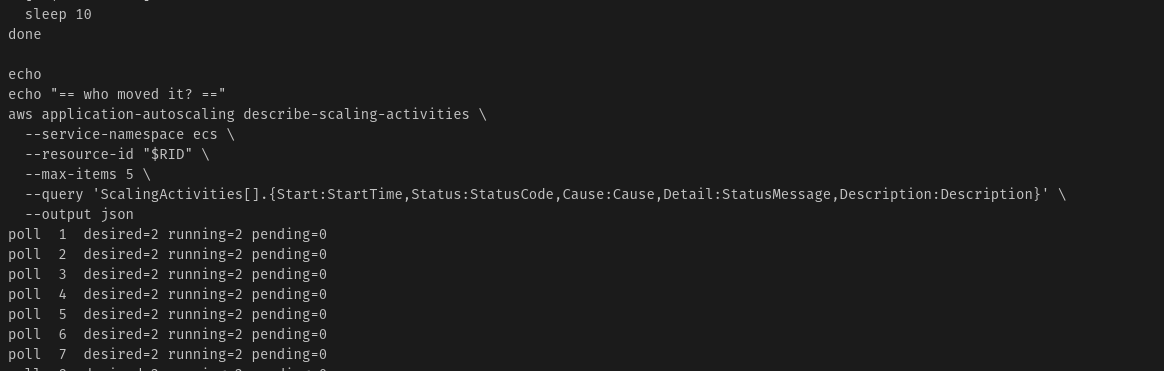 sleep 10
done
echo
echo "== who moved it? =="
aws application-autoscaling describe-scaling-activities \
--service-namespace ecs \
--resource-id "$RID" \
--max-items 5 \
--query 'ScalingActivities[].{Start:StartTime,Status:StatusCode,Cause:Cause,Detail:StatusMessage,Description:Description}' \
--output json
poll  1  desired=2 running=2 pending=0
poll  2  desired=2 running=2 pending=0
poll  3  desired=2 running=2 pending=0
poll  4  desired=2 running=2 pending=0
poll  5  desired=2 running=2 pending=0
poll  6  desired=2 running=2 pending=0
poll  7  desired=2 running=2 pending=0